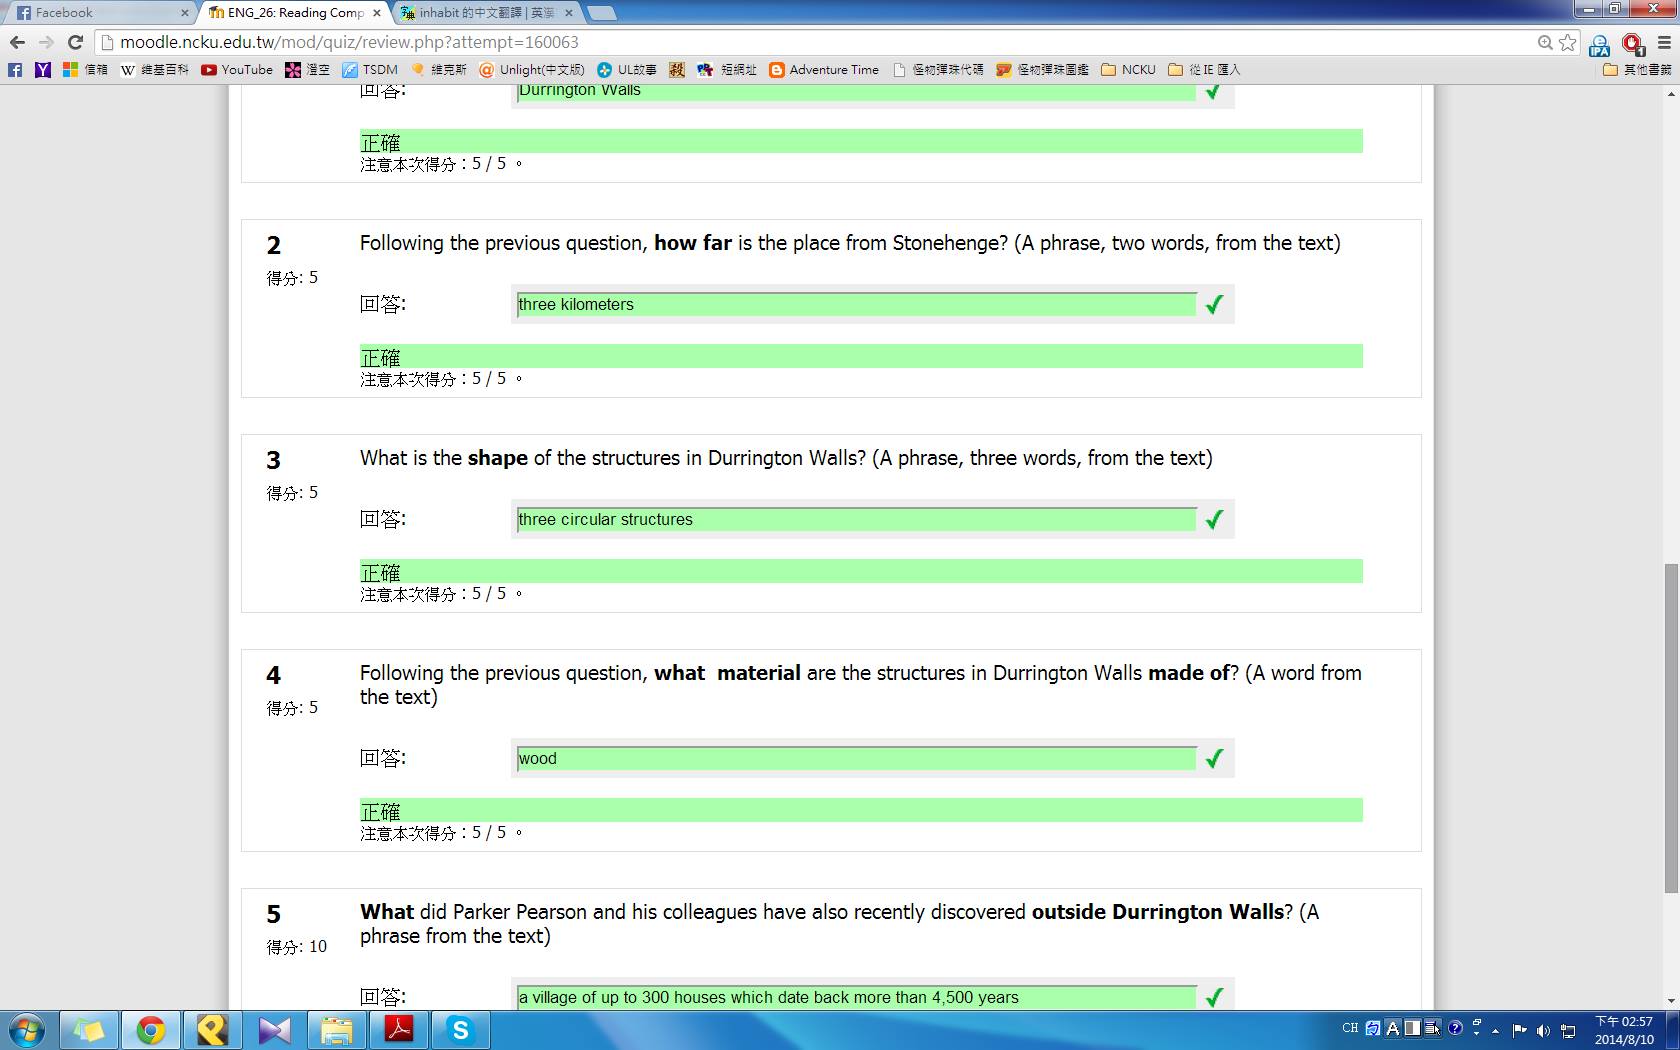 Facebook
ENG_26: Reading Comp
inhabit 的中文翻譯 | 英漢
moodle.ncku.edu.tw/mod/quiz/review.php?attempt=160063
信箱 維基百科 YouTube 澄空 TSDM 維克斯 Unlight(中文版) UL故事 殺 短網址 Adventure Time 怪物彈珠代碼 怪物彈珠圖鑑 NCKU 從 IE 匯入 其他書籤
回答: Durrington Walls
正確
注意本次得分：5 / 5 。
2 Following the previous question, how far is the place from Stonehenge? (A phrase, two words, from the text)
得分: 5
回答: three kilometers
正確
注意本次得分：5 / 5 。
3 What is the shape of the structures in Durrington Walls? (A phrase, three words, from the text)
得分: 5
回答: three circular structures
正確
注意本次得分：5 / 5 。
4 Following the previous question, what material are the structures in Durrington Walls made of? (A word from
the text)
得分: 5
回答: wood
正確
注意本次得分：5 / 5 。
5 What did Parker Pearson and his colleagues have also recently discovered outside Durrington Walls? (A
phrase from the text)
得分: 10
回答: a village of up to 300 houses which date back more than 4,500 years
CH
下午 02:57
2014/8/10